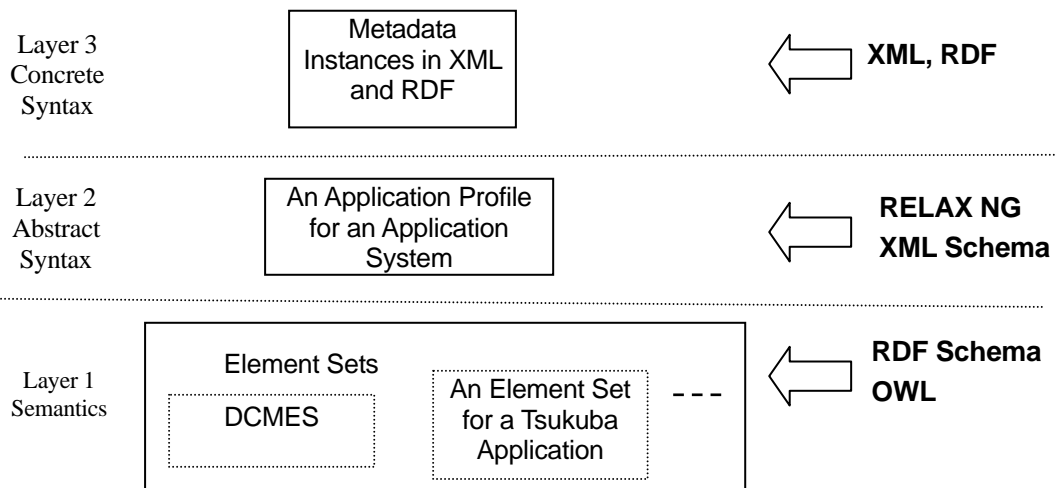 Layer 3
Concrete
Syntax
Metadata
Instances in XML
and RDF
XML, RDF
Layer 2
Abstract
Syntax
An Application Profile
for an Application
System
RELAX NG
XML Schema
Layer 1
Semantics
Element Sets
DCMES
An Element Set
for a Tsukuba
Application
---
RDF Schema
OWL